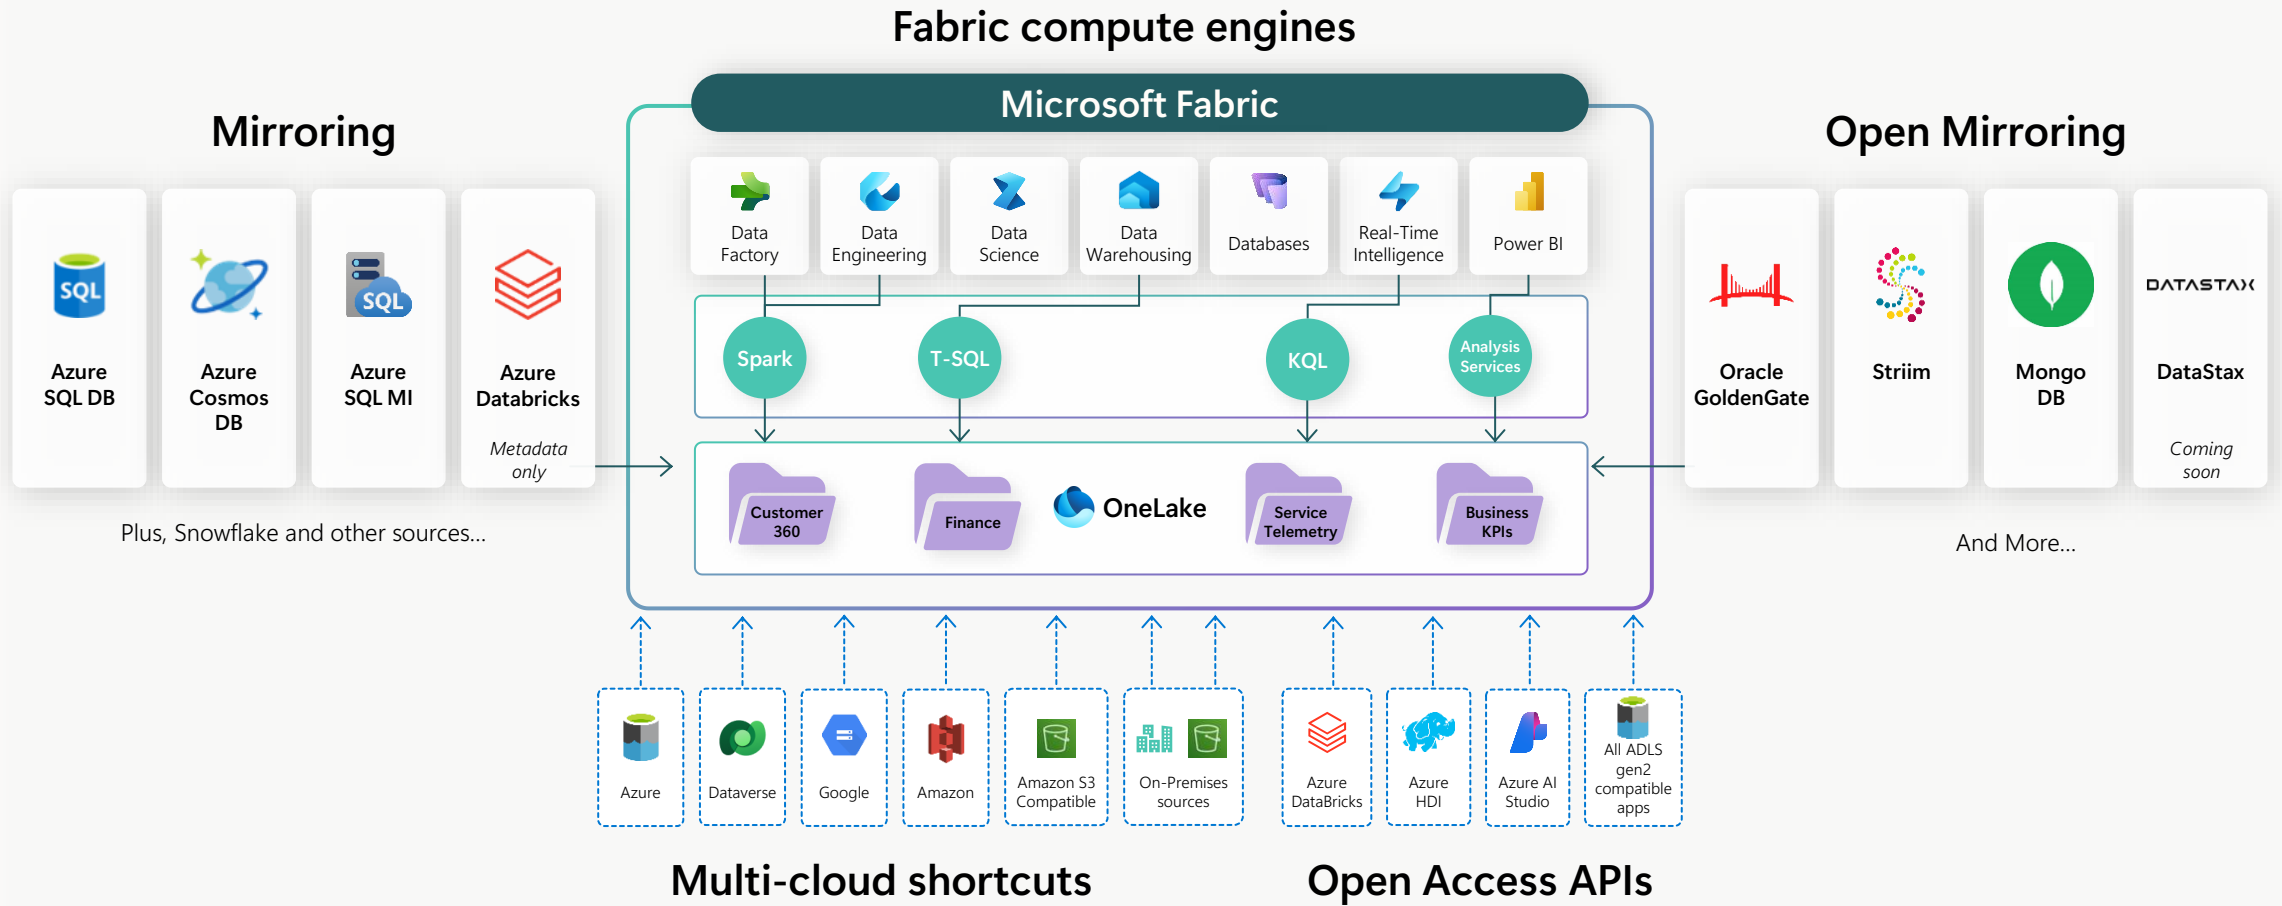 Fabric compute engines
Microsoft Fabric
Mirroring
SQL
Azure
SQL DB
Azure
Cosmos
DB
SQL
Azure
SQL MI
Azure
Databricks
Metadata
only
Plus, Snowflake and other sources...
Data
Factory
Data
Engineering
Data
Science
Data
Warehousing
Databases
Real-Time
Intelligence
Power BI
Spark
T-SQL
KQL
Analysis
Services
Customer
360
Finance
OneLake
Service
Telemetry
Business
KPIs
Open Mirroring
Oracle
GoldenGate
Striim
Mongo
DB
DATASTAX
DataStax
Coming
soon
And More...
Azure
Dataverse
Google
Amazon
Amazon S3
Compatible
On-Premises
sources
Azure
DataBricks
Azure
HDI
Azure AI
Studio
All ADLS
gen2
compatible
apps
Multi-cloud shortcuts
Open Access APIs